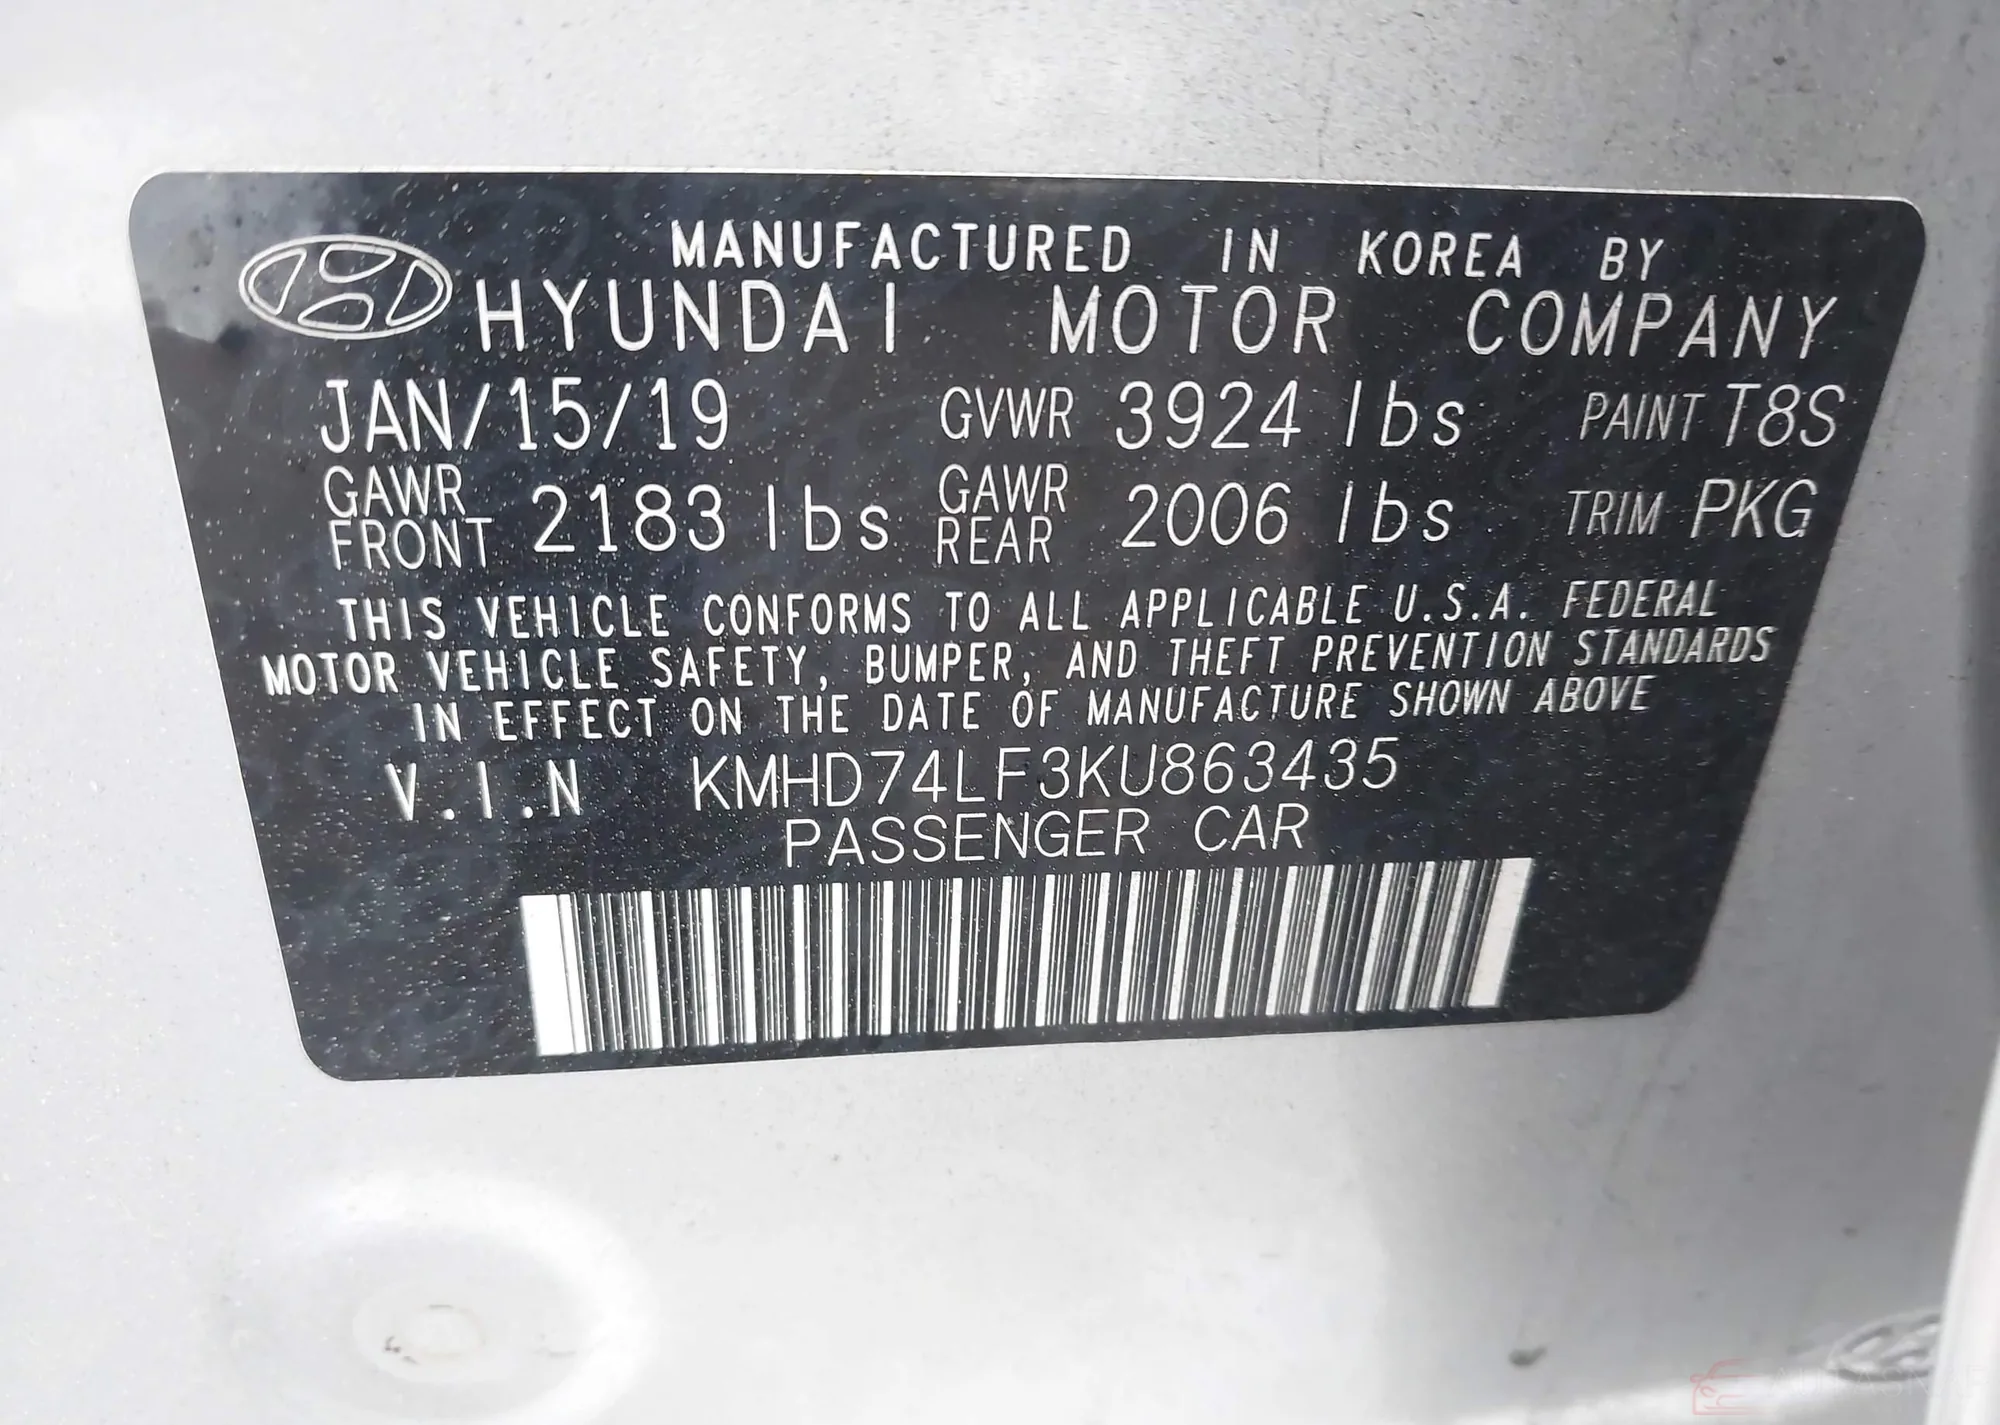 MANUFACTURED IN KOREA BY
HYUNDAI MOTOR COMPANY
JAN/15/19 GVWR 3924 lbs PAINT T8S
GAWR FRONT 2183 lbs GAWR REAR 2006 lbs TRIM PKG
THIS VEHICLE CONFORMS TO ALL APPLICABLE U.S.A. FEDERAL
MOTOR VEHICLE SAFETY, BUMPER, AND THEFT PREVENTION STANDARDS
IN EFFECT ON THE DATE OF MANUFACTURE SHOWN ABOVE
V.I.N KMHD74LF3KU863435
PASSENGER CAR